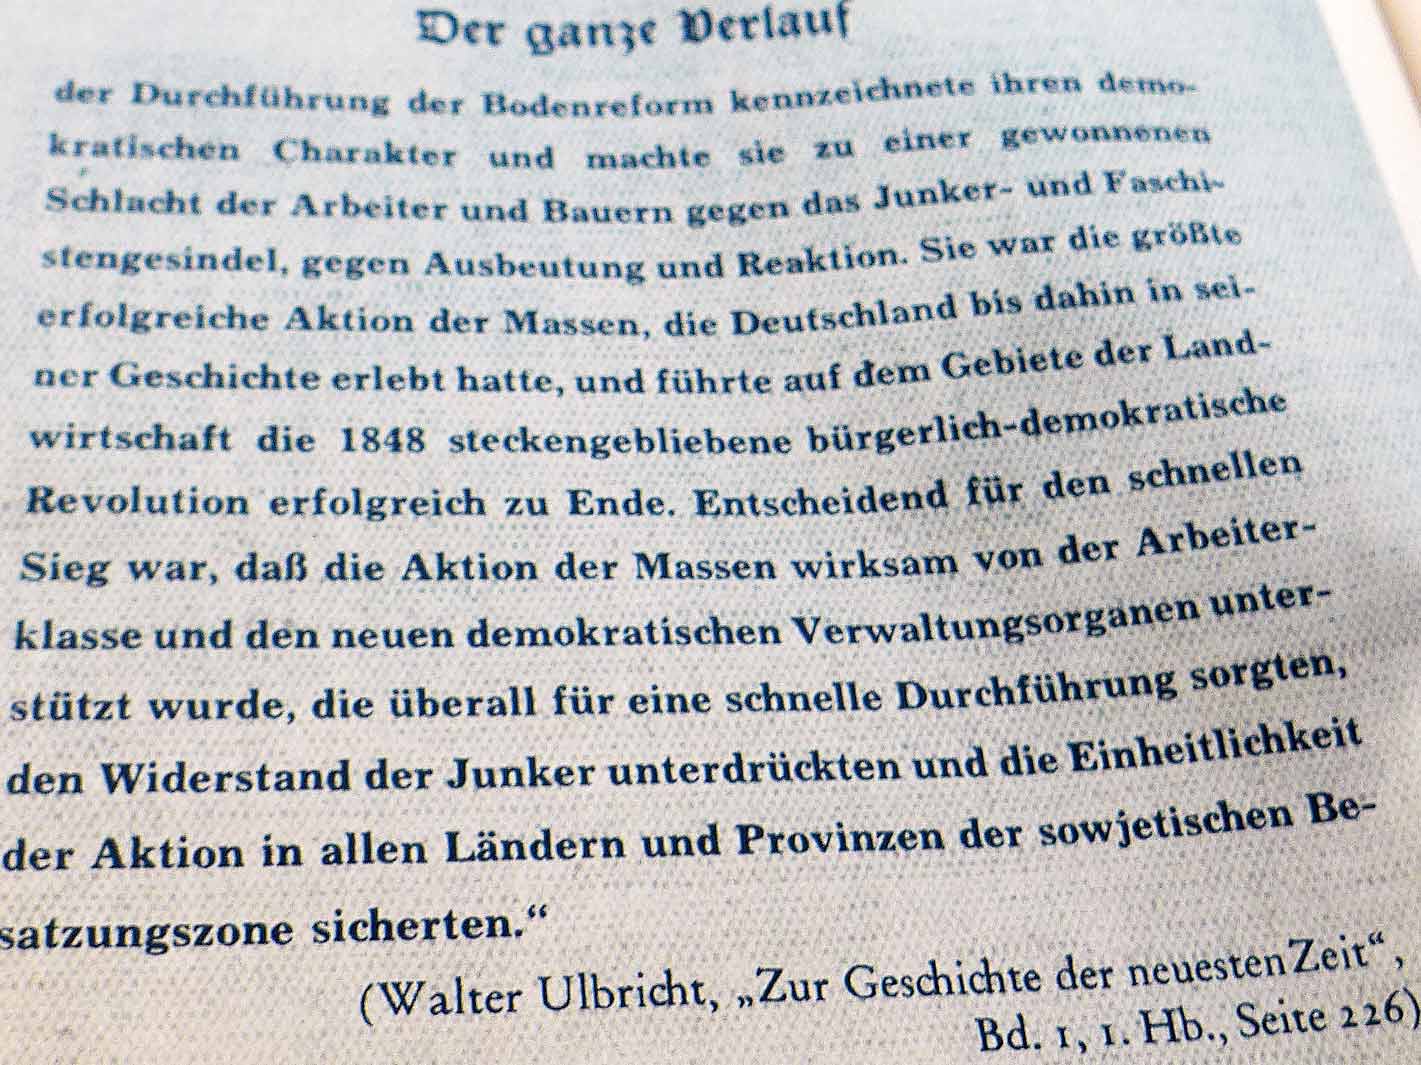 Der ganze Verlauf
der Durchführung der Bodenreform kennzeichnete ihren demo-
kratischen Charakter und machte sie zu einer gewonnenen
Schlacht der Arbeiter und Bauern gegen das Junker- und Faschi-
stengesindel, gegen Ausbeutung und Reaktion. Sie war die größte
erfolgreiche Aktion der Massen, die Deutschland bis dahin in sei-
ner Geschichte erlebt hatte, und führte auf dem Gebiete der Land-
wirtschaft die 1848 steckengebliebene bürgerlich-demokratische
Revolution erfolgreich zu Ende. Entscheidend für den schnellen
Sieg war, daß die Aktion der Massen wirksam von der Arbeiter-
klasse und den neuen demokratischen Verwaltungsorganen unter-
stützt wurde, die überall für eine schnelle Durchführung sorgten,
den Widerstand der Junker unterdrückten und die Einheitlichkeit
der Aktion in allen Ländern und Provinzen der sowjetischen Be-
satzungszone sicherten.“
(Walter Ulbricht, „Zur Geschichte der neuesten Zeit“,
Bd. 1, 1. Hb., Seite 226)